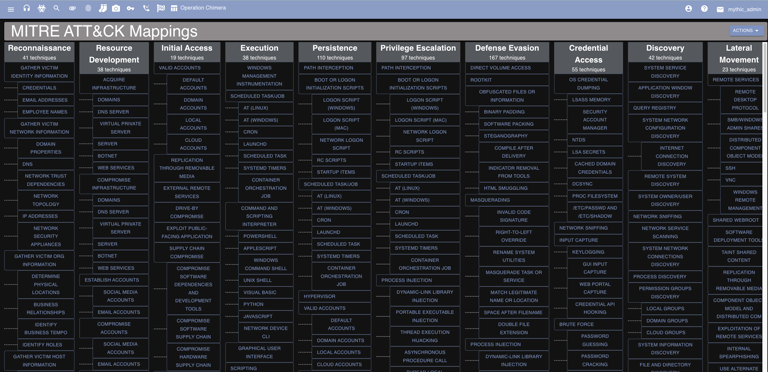 Operation Chimera
mythic_admin
MITRE ATT&CK Mappings
ACTIONS
Reconnaissance
41 techniques
GATHER VICTIM
IDENTITY INFORMATION
CREDENTIALS
EMAIL ADDRESSES
EMPLOYEE NAMES
GATHER VICTIM
NETWORK INFORMATION
DOMAIN
PROPERTIES
DNS
NETWORK TRUST
DEPENDENCIES
NETWORK
TOPOLOGY
IP ADDRESSES
NETWORK
SECURITY
APPLIANCES
GATHER VICTIM ORG
INFORMATION
DETERMINE
PHYSICAL
LOCATIONS
BUSINESS
RELATIONSHIPS
IDENTIFY
BUSINESS TEMPO
IDENTIFY ROLES
GATHER VICTIM HOST
INFORMATION
Resource
Development
38 techniques
ACQUIRE
INFRASTRUCTURE
DOMAINS
DNS SERVER
VIRTUAL PRIVATE
SERVER
SERVER
BOTNET
WEB SERVICES
COMPROMISE
INFRASTRUCTURE
DOMAINS
DNS SERVER
VIRTUAL PRIVATE
SERVER
SERVER
BOTNET
WEB SERVICES
ESTABLISH ACCOUNTS
SOCIAL MEDIA
ACCOUNTS
EMAIL ACCOUNTS
COMPROMISE
ACCOUNTS
SOCIAL MEDIA
ACCOUNTS
EMAIL ACCOUNTS
Initial Access
19 techniques
VALID ACCOUNTS
DEFAULT
ACCOUNTS
DOMAIN
ACCOUNTS
LOCAL
ACCOUNTS
CLOUD
ACCOUNTS
REPLICATION
THROUGH REMOVABLE
MEDIA
EXTERNAL REMOTE
SERVICES
DRIVE-BY
COMPROMISE
EXPLOIT PUBLIC-
FACING APPLICATION
SUPPLY CHAIN
COMPROMISE
COMPROMISE
SOFTWARE
DEPENDENCIES
AND
DEVELOPMENT
TOOLS
COMPROMISE
SOFTWARE
SUPPLY CHAIN
COMPROMISE
HARDWARE
SUPPLY CHAIN
Execution
38 techniques
WINDOWS
MANAGEMENT
INSTRUMENTATION
SCHEDULED TASK/JOB
AT (LINUX)
AT (WINDOWS)
CRON
LAUNCHD
SCHEDULED TASK
SYSTEMD TIMERS
CONTAINER
ORCHESTRATION
JOB
COMMAND AND
SCRIPTING
INTERPRETER
POWERSHELL
APPLESCRIPT
WINDOWS
COMMAND SHELL
UNIX SHELL
VISUAL BASIC
PYTHON
JAVASCRIPT
NETWORK DEVICE
CLI
GRAPHICAL USER
INTERFACE
SCRIPTING
Persistence
110 techniques
PATH INTERCEPTION
BOOT OR LOGON
INITIALIZATION SCRIPTS
LOGON SCRIPT
(WINDOWS)
LOGON SCRIPT
(MAC)
NETWORK LOGON
SCRIPT
RC SCRIPTS
STARTUP ITEMS
SCHEDULED TASK/JOB
AT (LINUX)
AT (WINDOWS)
CRON
LAUNCHD
SCHEDULED TASK
SYSTEMD TIMERS
CONTAINER
ORCHESTRATION
JOB
HYPERVISOR
VALID ACCOUNTS
DEFAULT
ACCOUNTS
DOMAIN ACCOUNTS
LOCAL ACCOUNTS
CLOUD ACCOUNTS
Privilege Escalation
97 techniques
PATH INTERCEPTION
BOOT OR LOGON
INITIALIZATION SCRIPTS
LOGON SCRIPT
(WINDOWS)
LOGON SCRIPT (MAC)
NETWORK LOGON
SCRIPT
RC SCRIPTS
STARTUP ITEMS
SCHEDULED TASK/JOB
AT (LINUX)
AT (WINDOWS)
CRON
LAUNCHD
SCHEDULED TASK
SYSTEMD TIMERS
CONTAINER
ORCHESTRATION JOB
PROCESS INJECTION
DYNAMIC-LINK LIBRARY
INJECTION
PORTABLE EXECUTABLE
INJECTION
THREAD EXECUTION
HIJACKING
ASYNCHRONOUS
PROCEDURE CALL
Defense Evasion
167 techniques
DIRECT VOLUME ACCESS
ROOTKIT
OBFUSCATED FILES OR
INFORMATION
BINARY PADDING
SOFTWARE PACKING
STEGANOGRAPHY
COMPILE AFTER
DELIVERY
INDICATOR REMOVAL
FROM TOOLS
HTML SMUGGLING
MASQUERADING
INVALID CODE
SIGNATURE
RIGHT-TO-LEFT
OVERRIDE
RENAME SYSTEM
UTILITIES
MASQUERADE TASK OR
SERVICE
MATCH LEGITIMATE
NAME OR LOCATION
SPACE AFTER FILENAME
DOUBLE FILE
EXTENSION
PROCESS INJECTION
DYNAMIC-LINK LIBRARY
INJECTION
Credential
Access
55 techniques
OS CREDENTIAL
DUMPING
LSASS MEMORY
SECURITY
ACCOUNT
MANAGER
NTDS
LSA SECRETS
CACHED DOMAIN
CREDENTIALS
DCSYNC
PROC FILESYSTEM
/ETC/PASSWD AND
/ETC/SHADOW
NETWORK SNIFFING
INPUT CAPTURE
KEYLOGGING
GUI INPUT
CAPTURE
WEB PORTAL
CAPTURE
CREDENTIAL API
HOOKING
BRUTE FORCE
PASSWORD
GUESSING
PASSWORD
CRACKING
Discovery
42 techniques
SYSTEM SERVICE
DISCOVERY
APPLICATION WINDOW
DISCOVERY
QUERY REGISTRY
SYSTEM NETWORK
CONFIGURATION
DISCOVERY
INTERNET
CONNECTION
DISCOVERY
REMOTE SYSTEM
DISCOVERY
SYSTEM OWNER/USER
DISCOVERY
NETWORK SNIFFING
NETWORK SERVICE
SCANNING
SYSTEM NETWORK
CONNECTIONS
DISCOVERY
PROCESS DISCOVERY
PERMISSION GROUPS
DISCOVERY
LOCAL GROUPS
DOMAIN GROUPS
CLOUD GROUPS
SYSTEM INFORMATION
DISCOVERY
FILE AND DIRECTORY
Lateral
Movement
23 techniques
REMOTE SERVICES
REMOTE
DESKTOP
PROTOCOL
SMB/WINDOWS
ADMIN SHARES
DISTRIBUTED
COMPONENT
OBJECT MODEL
SSH
VNC
WINDOWS
REMOTE
MANAGEMENT
SHARED WEBROOT
SOFTWARE
DEPLOYMENT TOOLS
TAINT SHARED
CONTENT
REPLICATION
THROUGH
REMOVABLE MEDIA
COMPONENT OBJECT
MODEL AND
DISTRIBUTED COM
EXPLOITATION OF
REMOTE SERVICES
INTERNAL
SPEARPHISHING
USE ALTERNATE